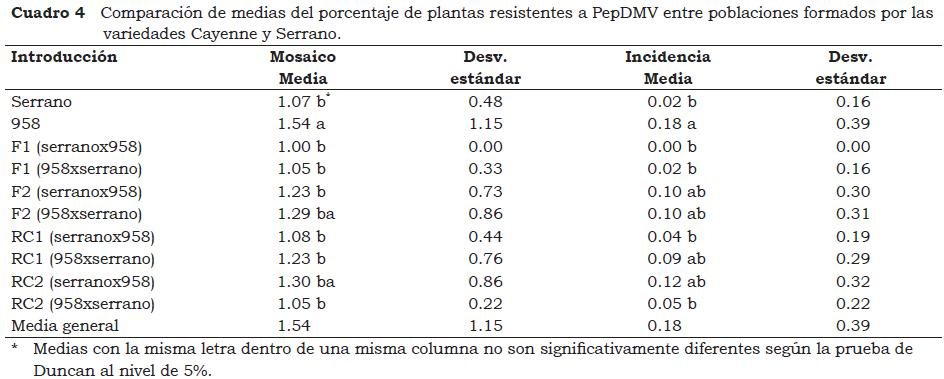 Cuadro 4 Comparación de medias del porcentaje de plantas resistentes a PepDMV entre poblaciones formados por las
variedades Cayenne y Serrano.
Introducción Mosaico Desv. Incidencia Desv.
Media estándar Media estándar
Serrano 1.07 b* 0.48 0.02 b 0.16
958 1.54 a 1.15 0.18 a 0.39
F1 (serranox958) 1.00 b 0.00 0.00 b 0.00
F1 (958xserrano) 1.05 b 0.33 0.02 b 0.16
F2 (serranox958) 1.23 b 0.73 0.10 ab 0.30
F2 (958xserrano) 1.29 ba 0.86 0.10 ab 0.31
RC1 (serranox958) 1.08 b 0.44 0.04 b 0.19
RC1 (958xserrano) 1.23 b 0.76 0.09 ab 0.29
RC2 (serranox958) 1.30 ba 0.86 0.12 ab 0.32
RC2 (958xserrano) 1.05 b 0.22 0.05 b 0.22
Media general 1.54 1.15 0.18 0.39
* Medias con la misma letra dentro de una misma columna no son significativamente diferentes según la prueba de
Duncan al nivel de 5%.